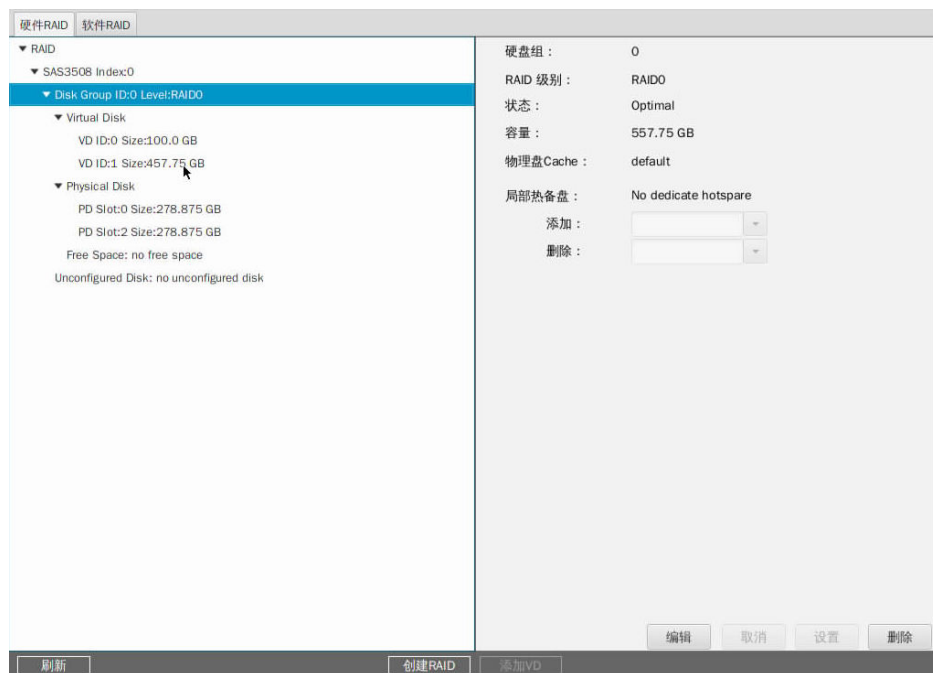 硬件RAID 软件RAID
RAID
SAS3508 Index:0
Disk Group ID:0 Level:RAID0
Virtual Disk
VD ID:0 Size:100.0 GB
VD ID:1 Size:457.75 GB
Physical Disk
PD Slot:0 Size:278.875 GB
PD Slot:2 Size:278.875 GB
Free Space: no free space
Unconfigured Disk: no unconfigured disk
硬盘组： 0
RAID 级别： RAID0
状态： Optimal
容量： 557.75 GB
物理盘Cache： default
局部热备盘： No dedicate hotspare
添加：
删除：
编辑 取消 设置 删除
刷新 创建RAID 添加VD